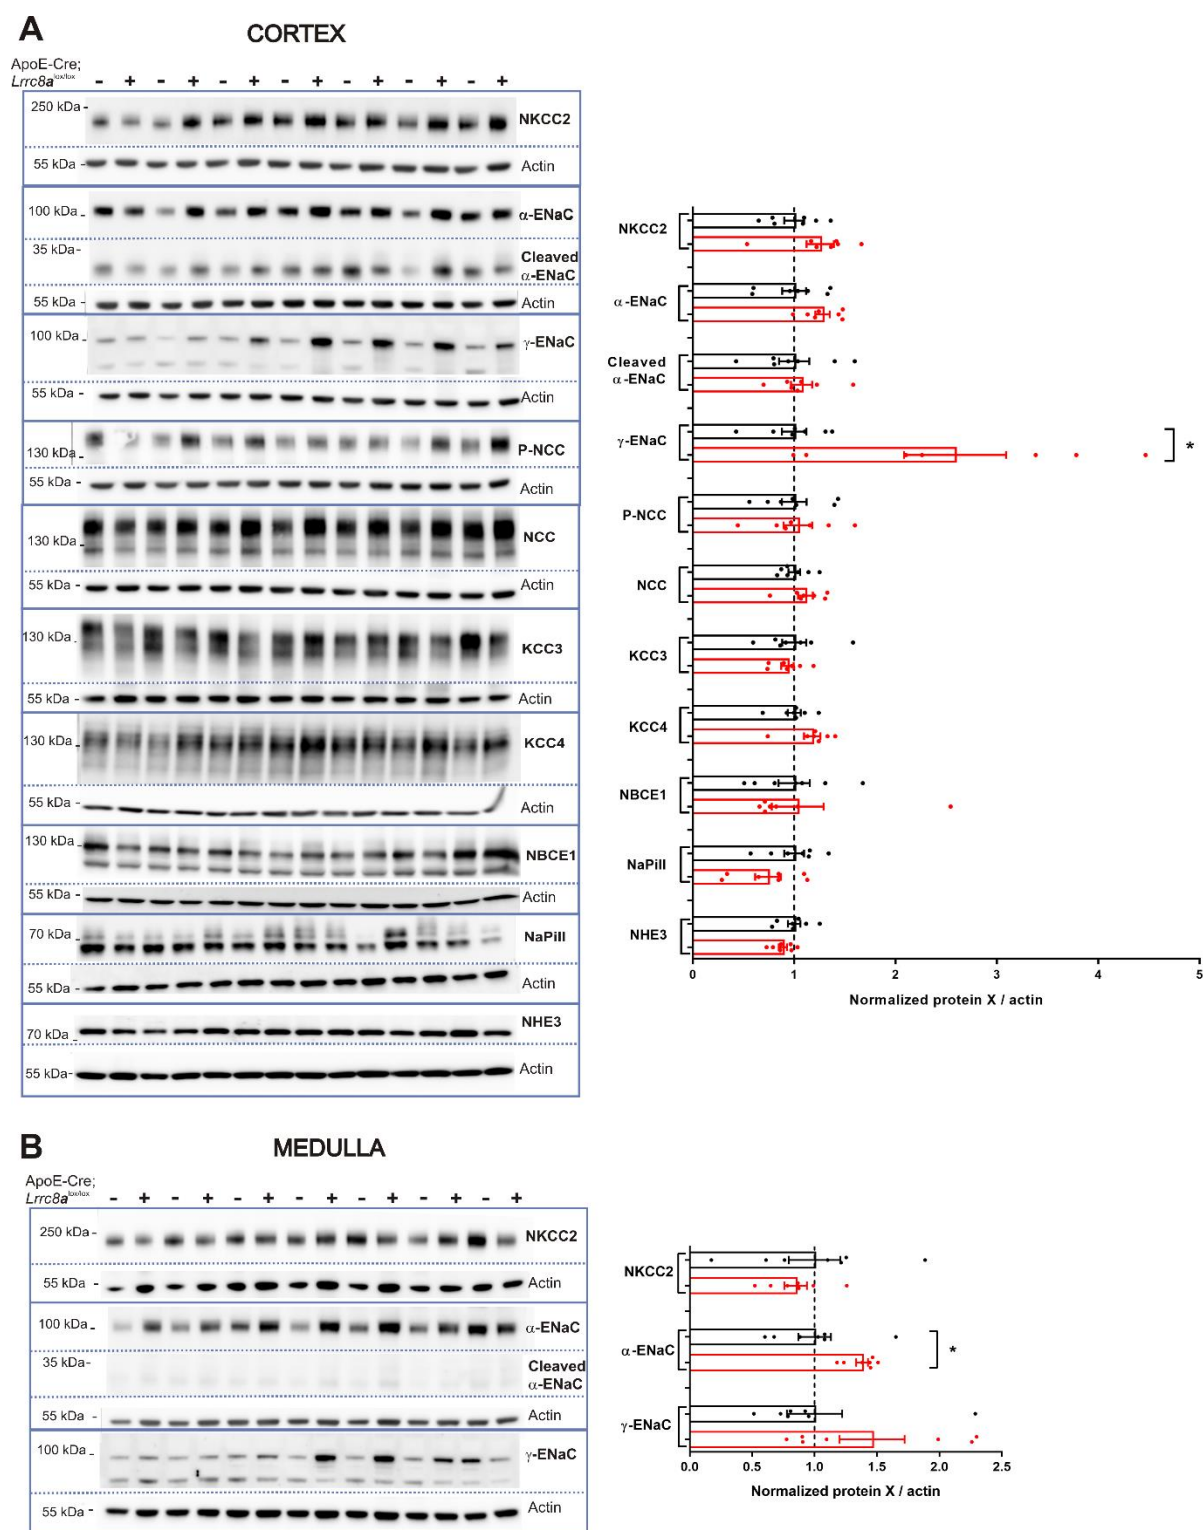 A
CORTEX
ApoE-Cre;
Lrrc8a lox/lox - + - + - + - + - + - + - +
250 kDa -
NKCC2
55 kDa -
Actin
100 kDa -
α-ENaC
35 kDa -
Cleaved
α-ENaC
55 kDa -
Actin
100 kDa -
γ-ENaC
55 kDa -
Actin
P-NCC
130 kDa -
55 kDa -
Actin
NCC
130 kDa -
55 kDa -
Actin
130 kDa -
KCC3
55 kDa -
Actin
130 kDa -
KCC4
55 kDa -
Actin
130 kDa -
NBCE1
55 kDa -
Actin
70 kDa -
NaPiII
55 kDa -
Actin
NHE3
70 kDa -
55 kDa -
Actin
NKCC2
α-ENaC
Cleaved
α-ENaC
γ-ENaC
*
P-NCC
NCC
KCC3
KCC4
NBCE1
NaPiII
NHE3
0 1 2 3 4 5
Normalized protein X / actin
B
MEDULLA
ApoE-Cre;
Lrrc8a lox/lox - + - + - + - + - + - + - +
250 kDa -
NKCC2
55 kDa -
Actin
100 kDa -
α-ENaC
35 kDa -
Cleaved
α-ENaC
55 kDa -
Actin
100 kDa -
γ-ENaC
55 kDa -
Actin
NKCC2
α-ENaC
*
γ-ENaC
0.0 0.5 1.0 1.5 2.0 2.5
Normalized protein X / actin